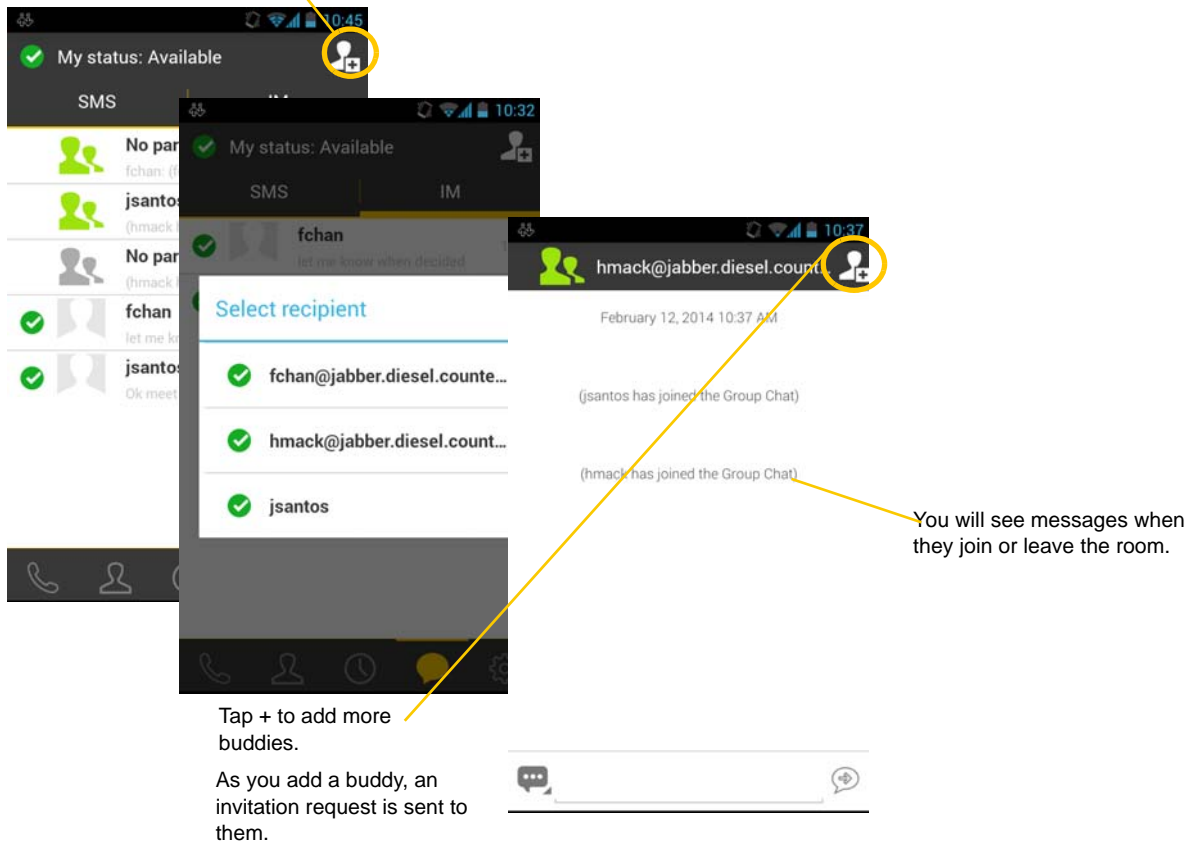 10:45
My status: Available
SMS
No par
fchan:
jsantos
(hmack
No par
(hmack
fchan
let me
jsantos
Ok meet
10:32
My status: Available
SMS IM
fchan
let me know when decided
Select recipient
fchan@jabber.diesel.counte...
hmack@jabber.diesel.count...
jsantos
10:37
hmack@jabber.diesel.count...
February 12, 2014 10:37 AM
(jsantos has joined the Group Chat)
(hmack has joined the Group Chat)
You will see messages when
they join or leave the room.
Tap + to add more
buddies.
As you add a buddy, an
invitation request is sent to
them.